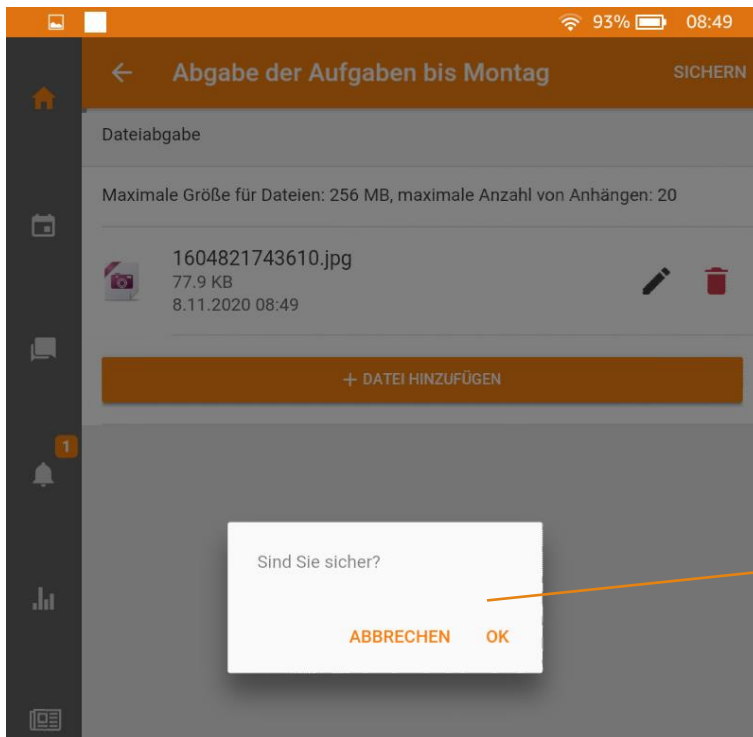 93% 08:49
Abgabe der Aufgaben bis Montag SICHERN
Dateiabgabe
Maximale Größe für Dateien: 256 MB, maximale Anzahl von Anhängen: 20
1604821743610.jpg
77.9 KB
8.11.2020 08:49
+ DATEI HINZUFÜGEN
1
Sind Sie sicher?
ABBRECHEN OK